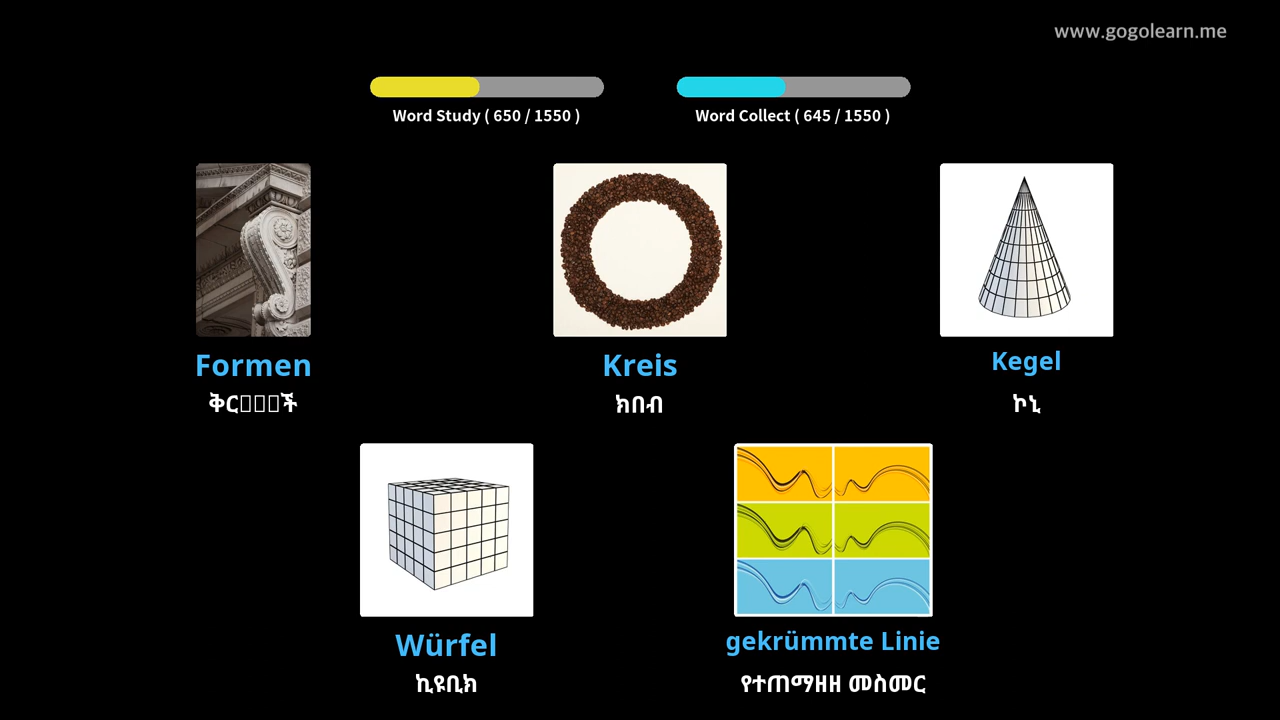 www.gogolearn.me
Word Study ( 650 / 1550 )
Word Collect ( 645 / 1550 )
Formen
Kreis
Kegel
ክበብ
ኮኒ
Würfel
gekrümmte Linie
ኪዩቢክ
የተጠማዘዘ መስመር